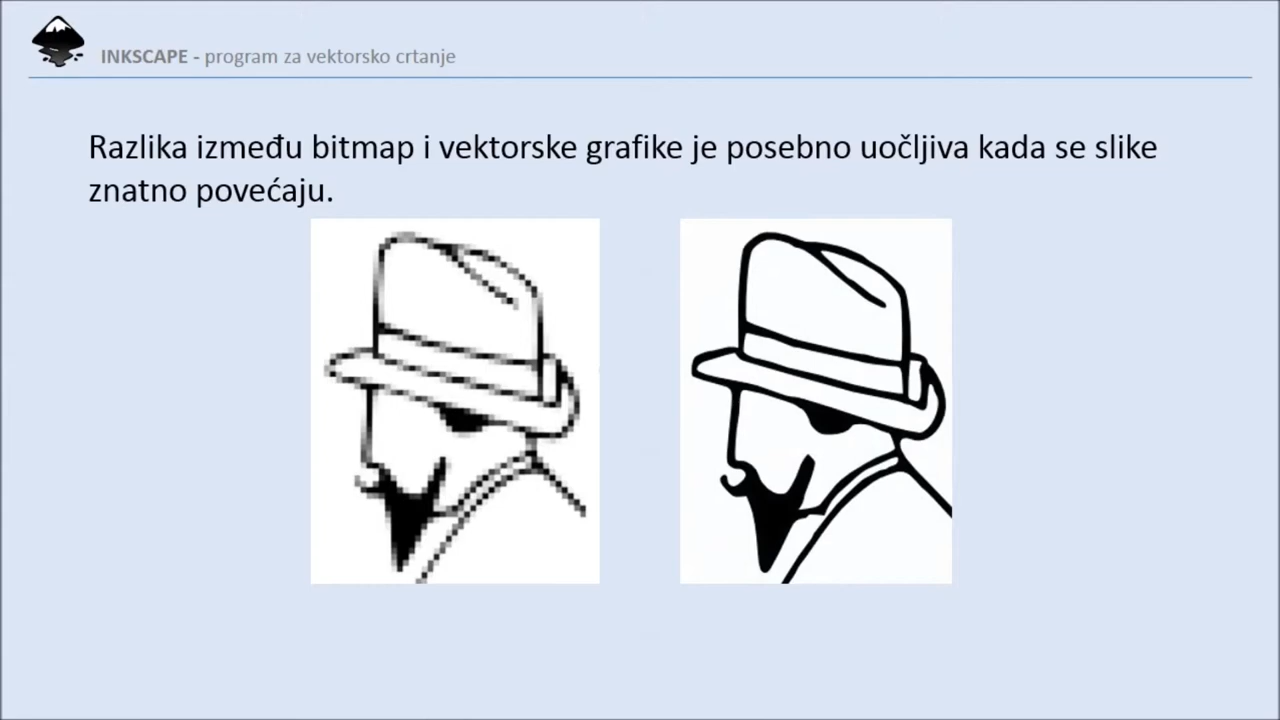 INKSCAPE - program za vektorsko crtanje
Razlika između bitmap i vektorske grafike je posebno uočljiva kada se slike
znatno povećaju.